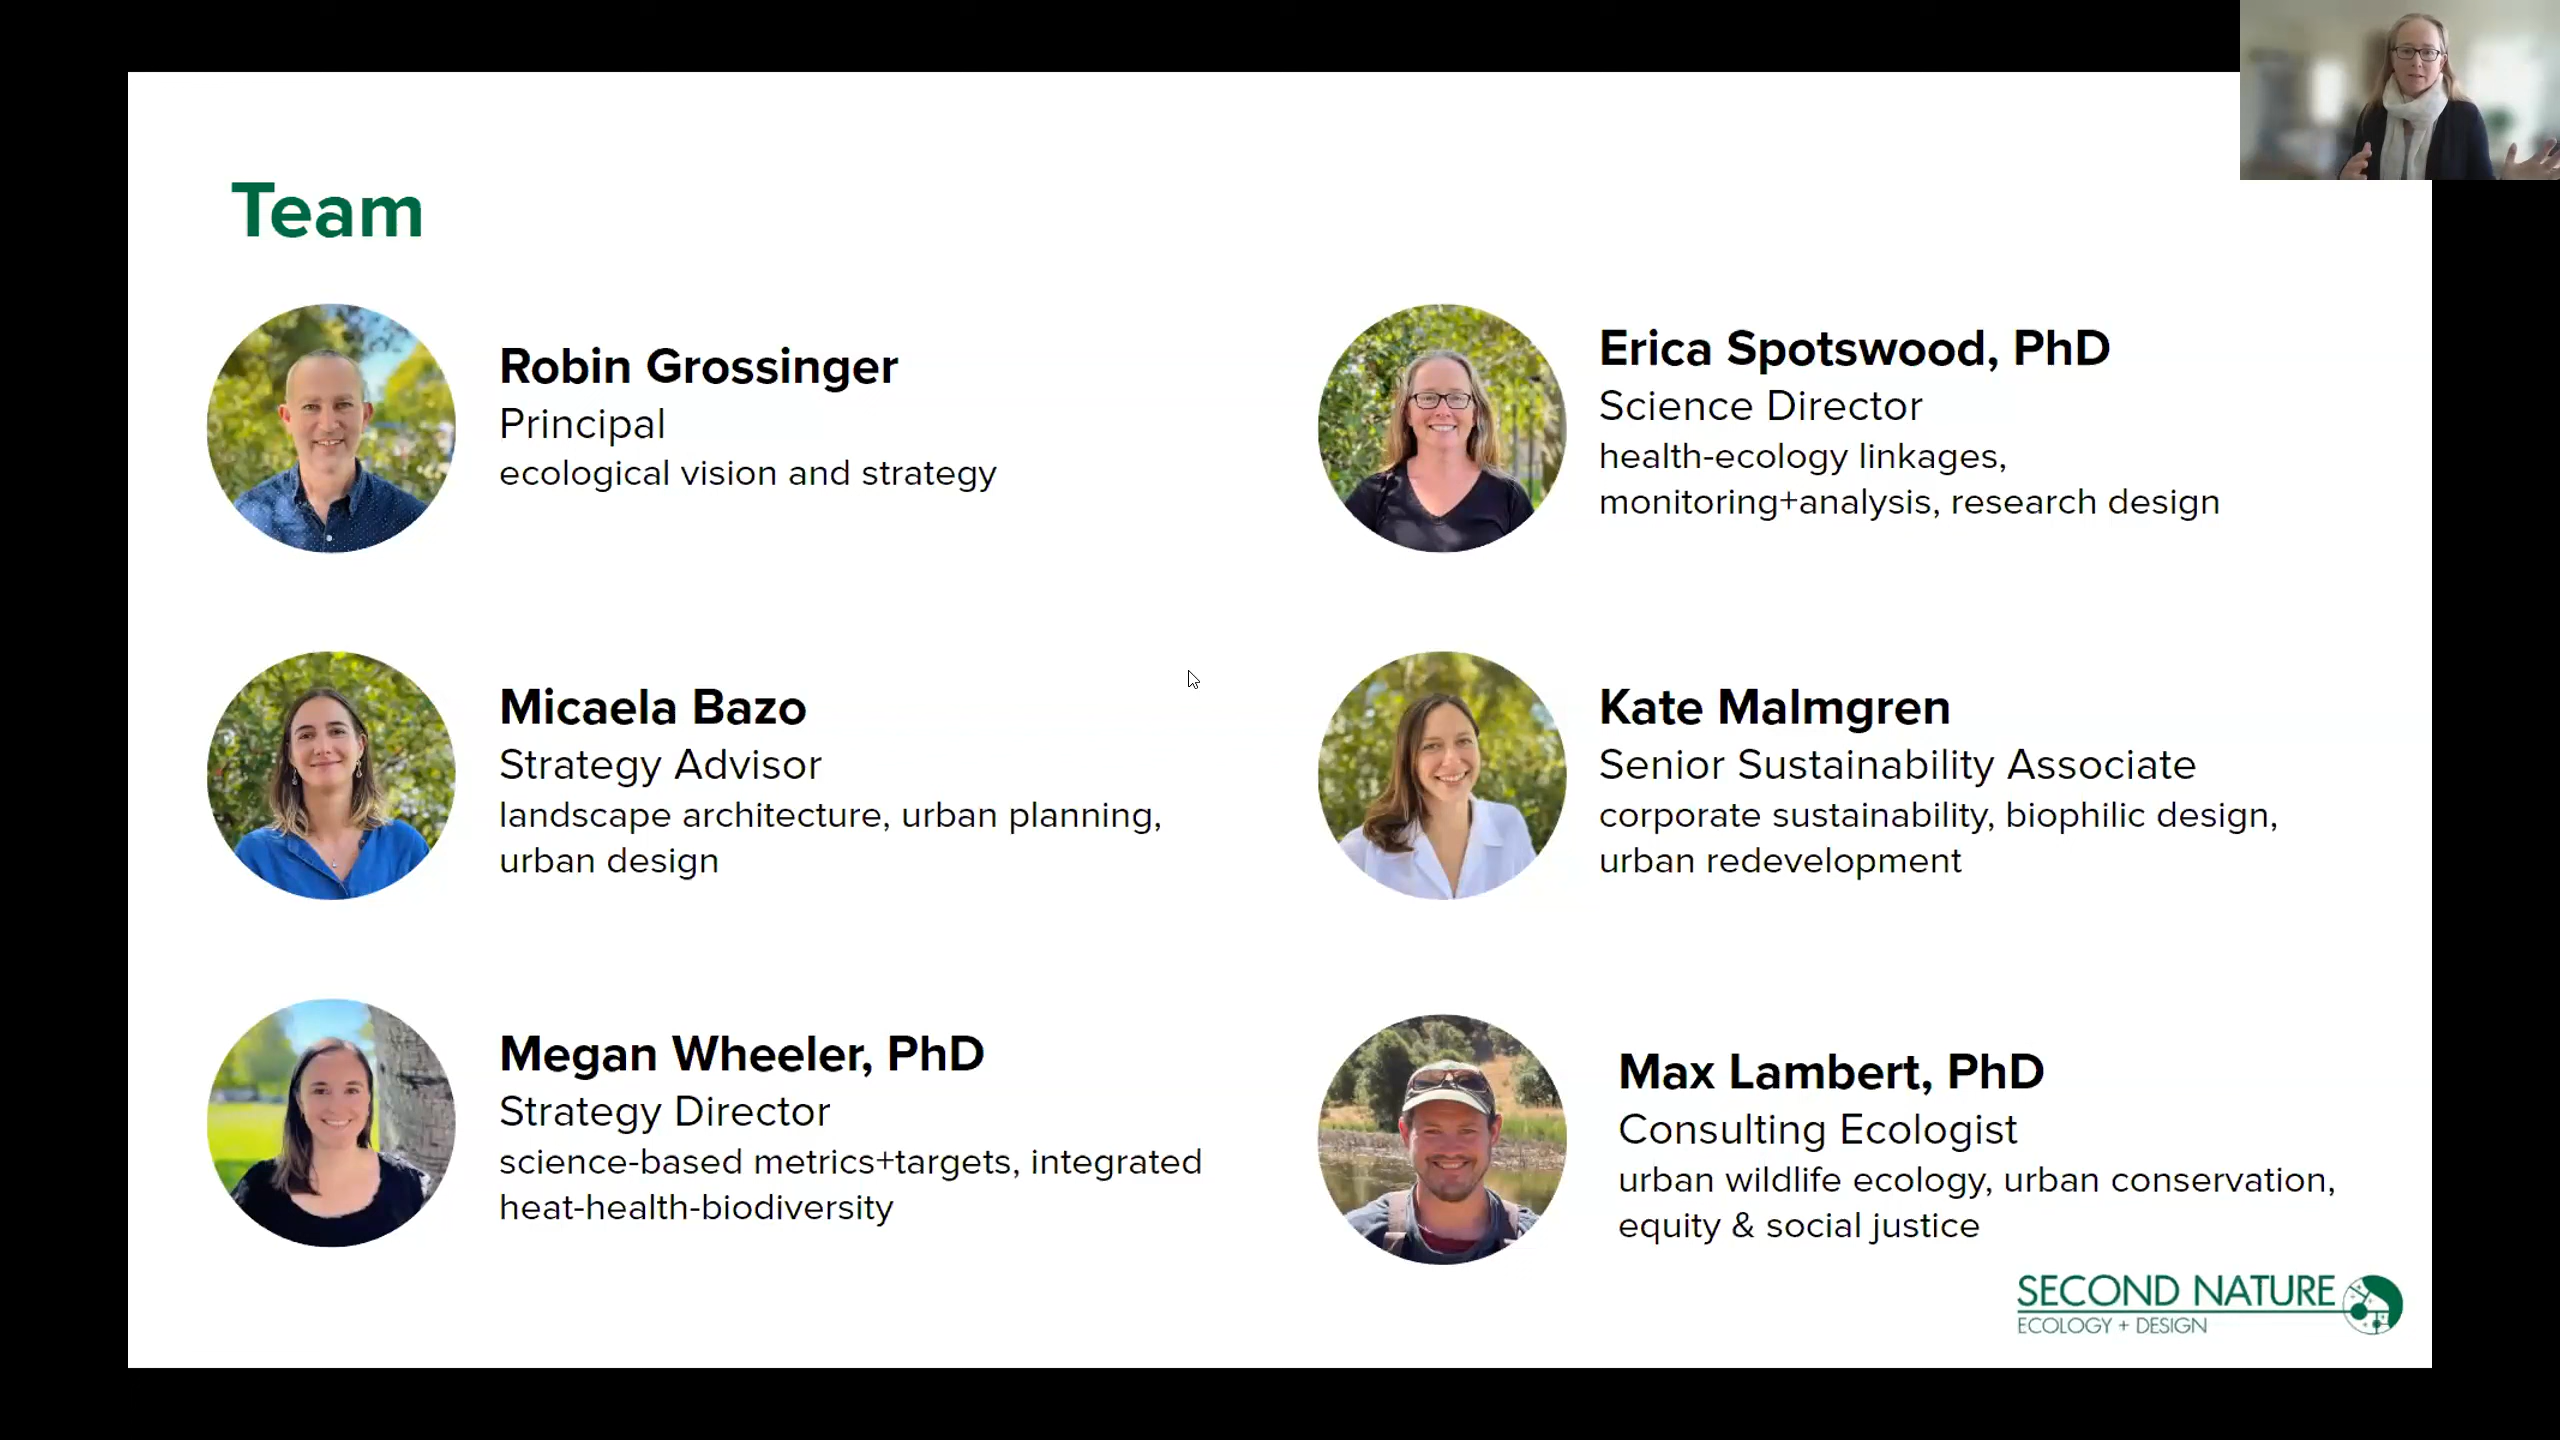 Team
Robin Grossinger
Principal
ecological vision and strategy
Erica Spotswood, PhD
Science Director
health-ecology linkages,
monitoring+analysis, research design
Micaela Bazo
Strategy Advisor
landscape architecture, urban planning,
urban design
Kate Malmgren
Senior Sustainability Associate
corporate sustainability, biophilic design,
urban redevelopment
Megan Wheeler, PhD
Strategy Director
science-based metrics+targets, integrated
heat-health-biodiversity
Max Lambert, PhD
Consulting Ecologist
urban wildlife ecology, urban conservation,
equity & social justice
SECOND NATURE
ECOLOGY + DESIGN